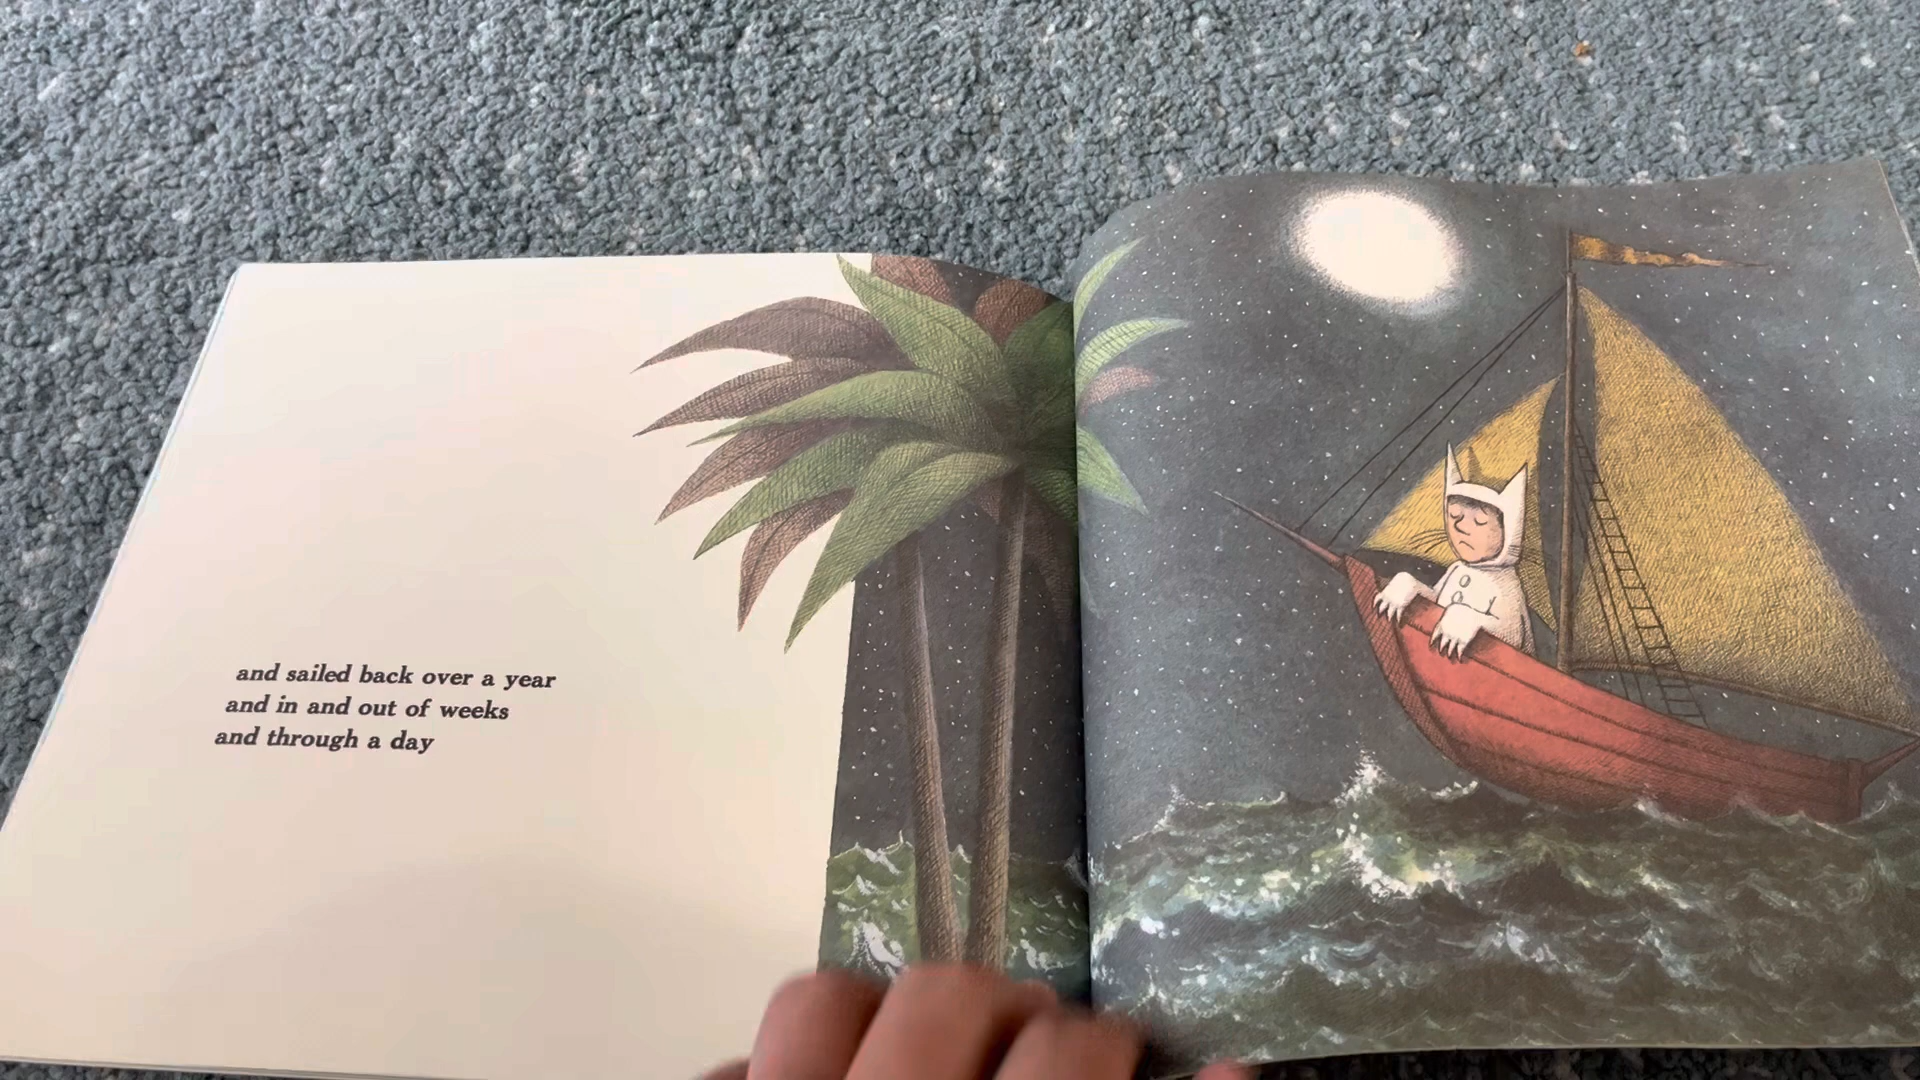 and sailed back over a year
and in and out of weeks
and through a day